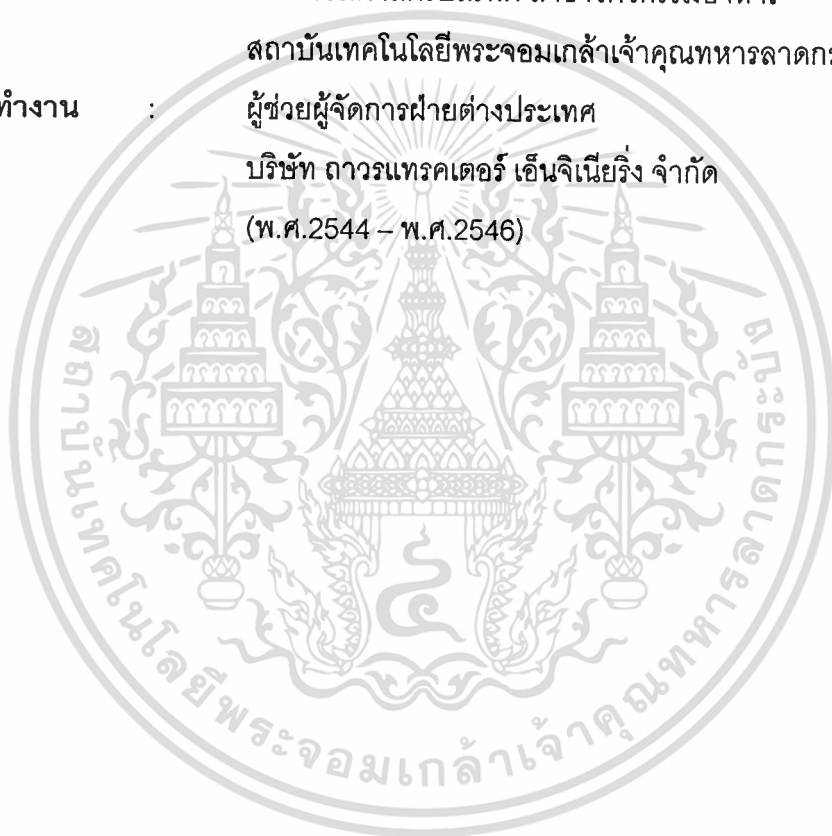 สถาบันเทคโนโลยีพระจอมเกล้าเจ้าคุณทหารลาดกร
ทำงาน : ผู้ช่วยผู้จัดการฝ่ายต่างประเทศ
บริษัท ถาวรแทรคเตอร์ เอ็นจิเนียริ่ง จำกัด
(พ.ศ.2544 – พ.ศ.2546)
สถาบันเทคโนโลยีพระจอมเกล้าเจ้าคุณทหารลาดกระบัง